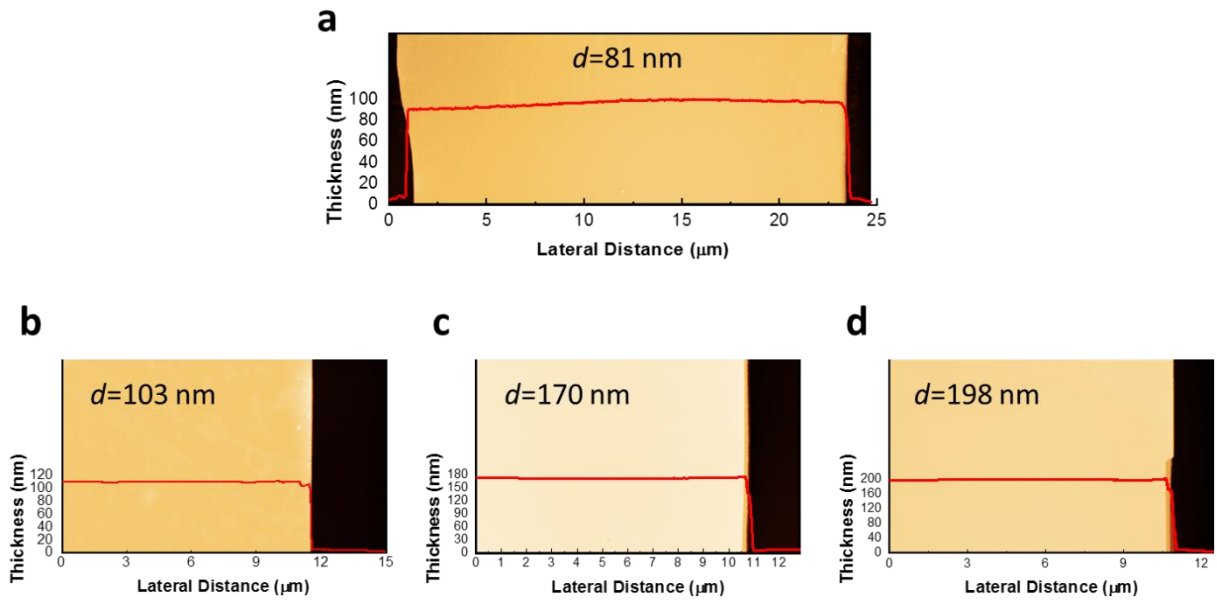 a
d=81 nm
Thickness (nm)
100
80
60
40
20
0
0 5 10 15 20 25
Lateral Distance (μm)
b
d=103 nm
Thickness (nm)
120
100
80
60
40
20
0
0 3 6 9 12 15
Lateral Distance (μm)
c
d=170 nm
Thickness (nm)
180
150
120
90
60
30
0
0 1 2 3 4 5 6 7 8 9 10 11 12
Lateral Distance (μm)
d
d=198 nm
Thickness (nm)
200
160
120
80
40
0
0 3 6 9 12
Lateral Distance (μm)